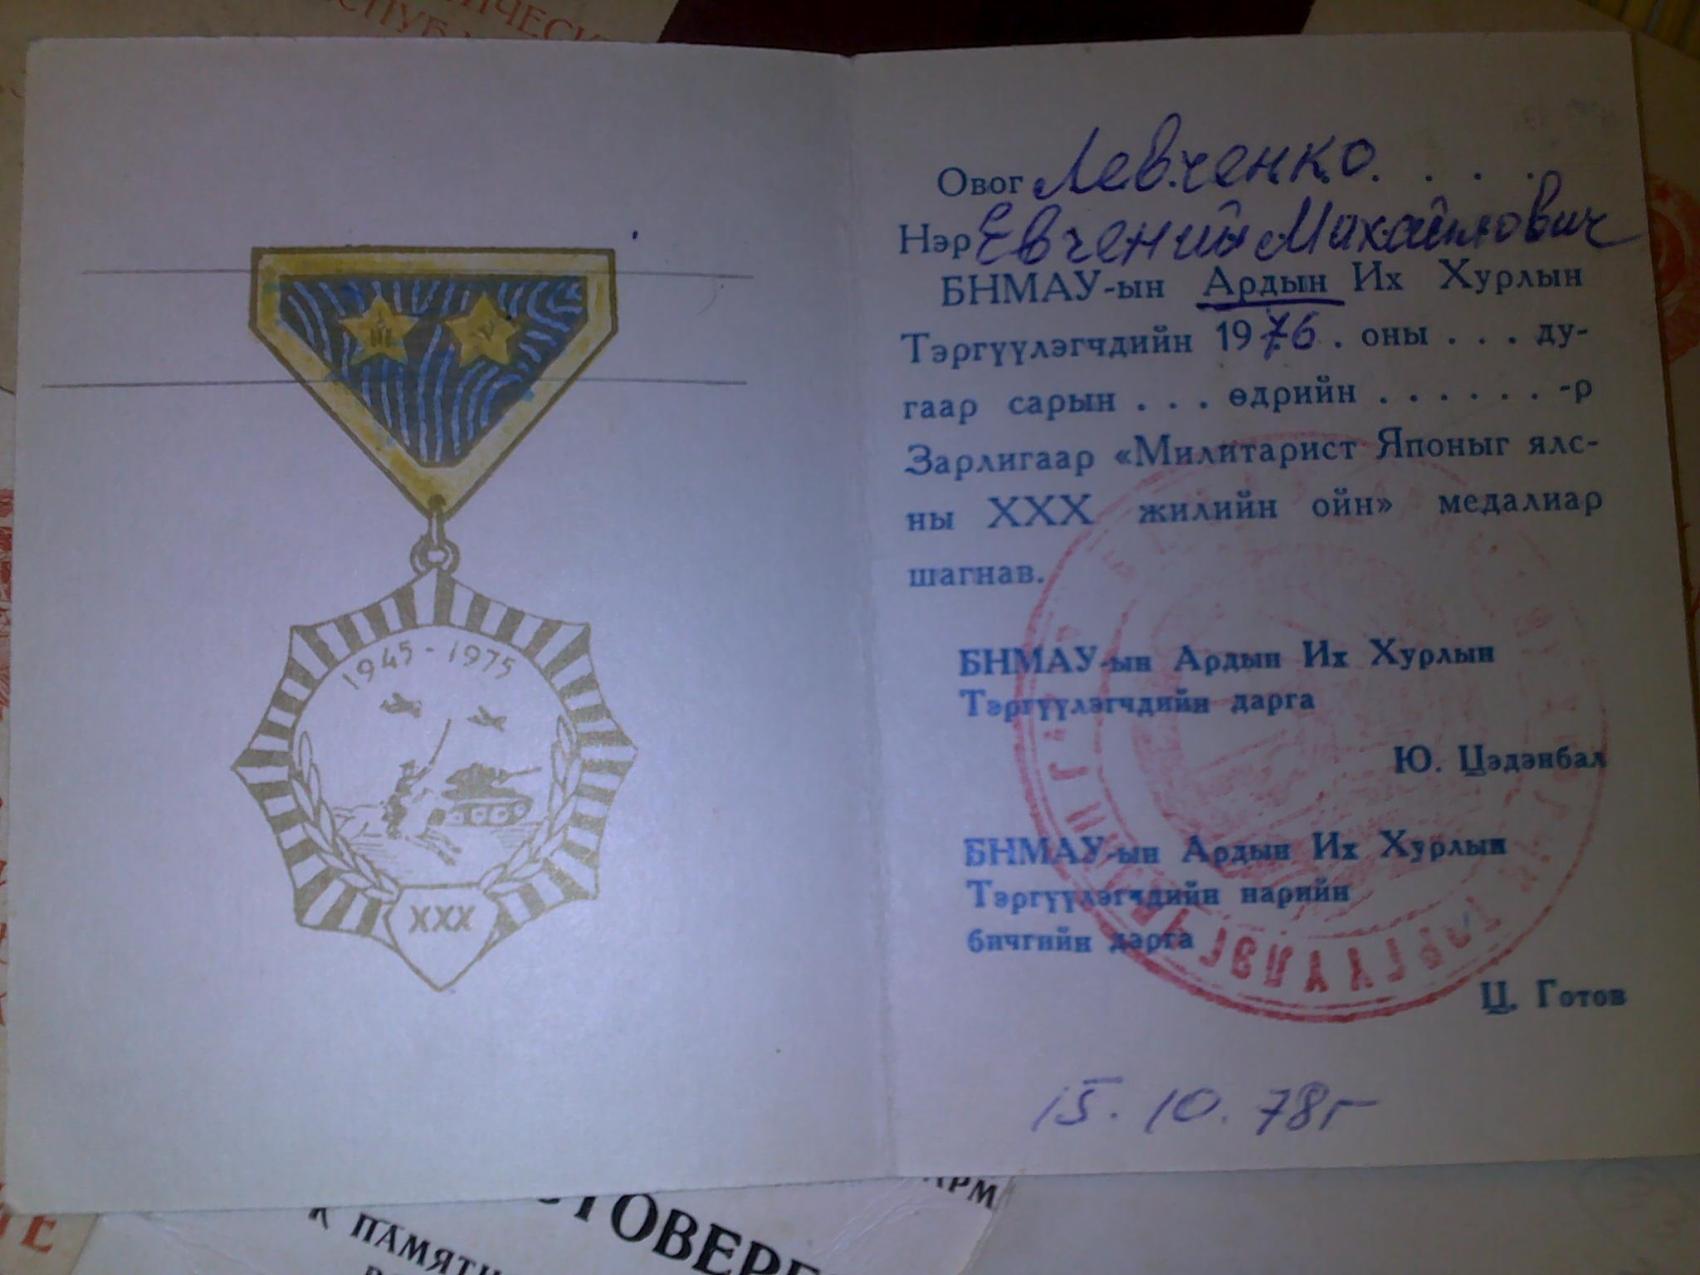 1945-1975
XXX
Овог Левченко. . . . .
Нэр Евгений Михайлович
БНМАУ-ын Ардын Их Хурлын
Тэргүүлэгчдийн 1976. оны . . . ду-
гаар сарын . . . өдрийн . . . . . . -р
Зарлигаар «Милитарист Японыг ялс-
ны XXX жилийн ойн» медалиар
шагнав.
БНМАУ-ын Ардын Их Хурлын
Тэргүүлэгчдийн дарга
Ю. Цэдэнбал
БНМАУ-ын Ардын Их Хурлын
Тэргүүлэгчдийн нарийн
бичгийн дарга
Ц. Готов
15.10.78г
К ПАМЯТН